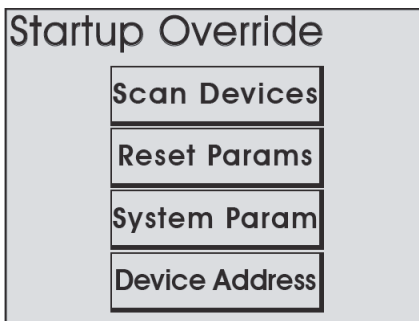 Startup Override
Scan Devices
Reset Params
System Param
Device Address